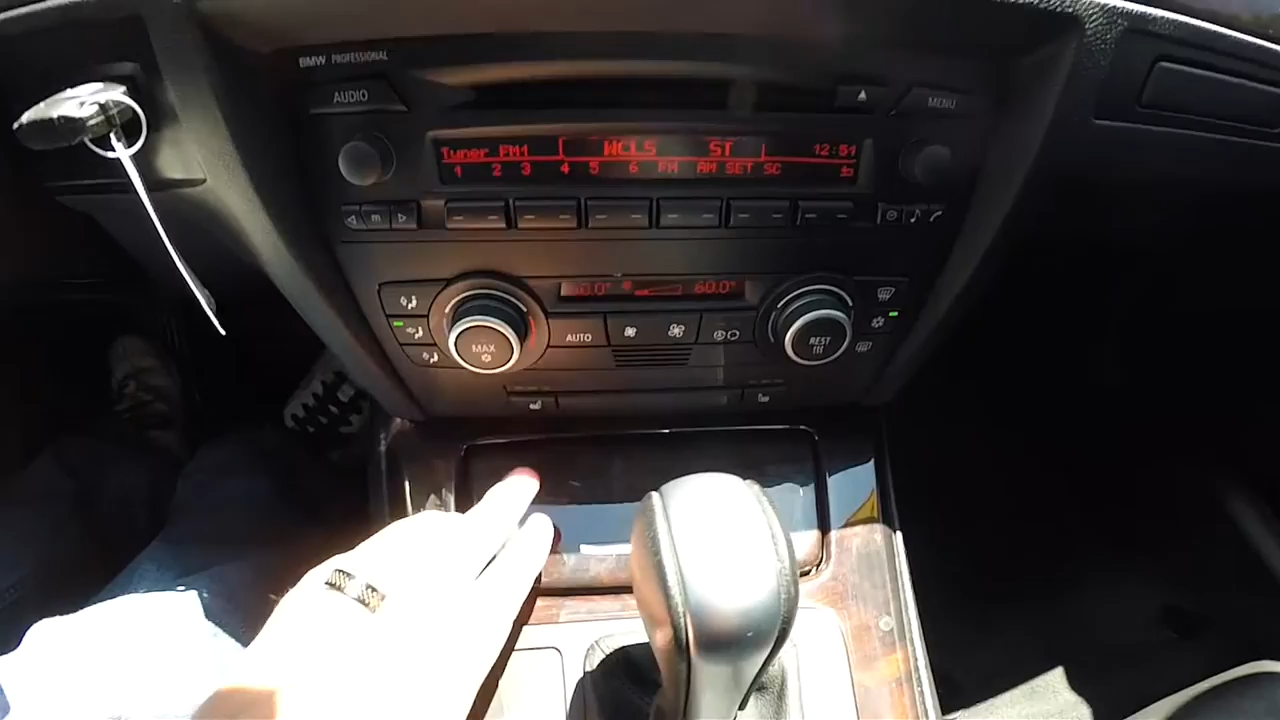 BMW PROFESSIONAL
AUDIO
MENU
Tuner FM1 WCLS ST 12:51
1 2 3 4 5 6 FM AM SET SC
m
60.0°
MAX
AUTO
REST